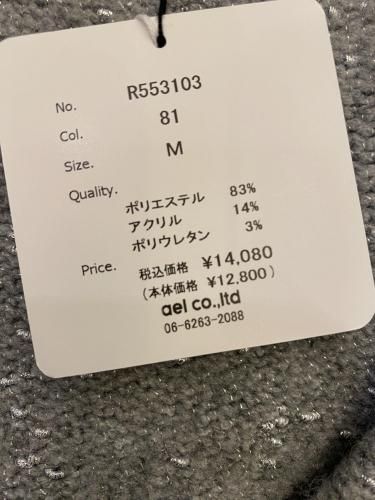 No. R553103
Col. 81
Size. M
Quality.
ポリエステル 83%
アクリル 14%
ポリウレタン 3%
Price. 税込価格 ¥14,080
(本体価格 ¥12,800)
ael co.,ltd
06-6263-2088